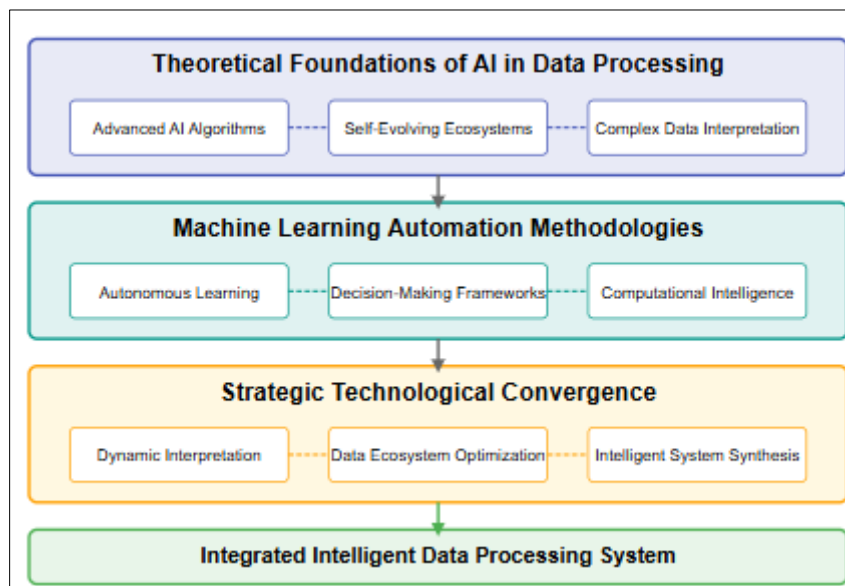 Theoretical Foundations of AI in Data Processing
Advanced AI Algorithms
Self-Evolving Ecosystems
Complex Data Interpretation
Machine Learning Automation Methodologies
Autonomous Learning
Decision-Making Frameworks
Computational Intelligence
Strategic Technological Convergence
Dynamic Interpretation
Data Ecosystem Optimization
Intelligent System Synthesis
Integrated Intelligent Data Processing System